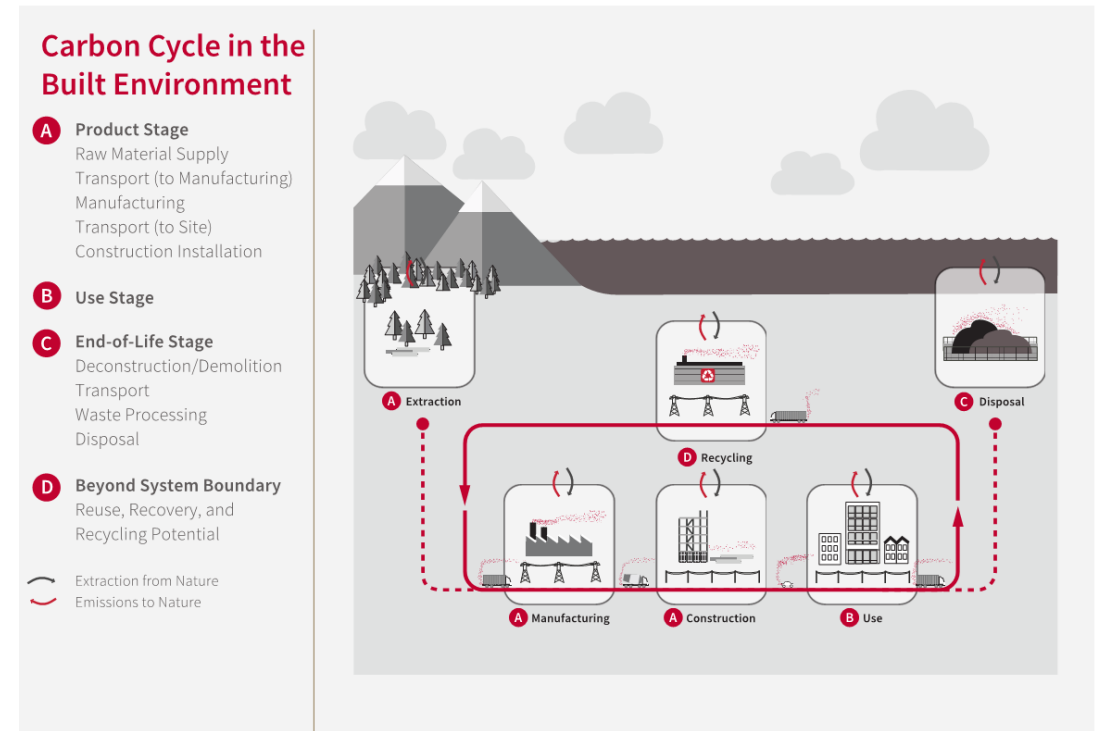 Carbon Cycle in the
Built Environment
A Product Stage
Raw Material Supply
Transport (to Manufacturing)
Manufacturing
Transport (to Site)
Construction Installation
B Use Stage
C End-of-Life Stage
Deconstruction/Demolition
Transport
Waste Processing
Disposal
D Beyond System Boundary
Reuse, Recovery, and
Recycling Potential
Extraction from Nature
Emissions to Nature
A Extraction
C Disposal
D Recycling
A Manufacturing
A Construction
B Use